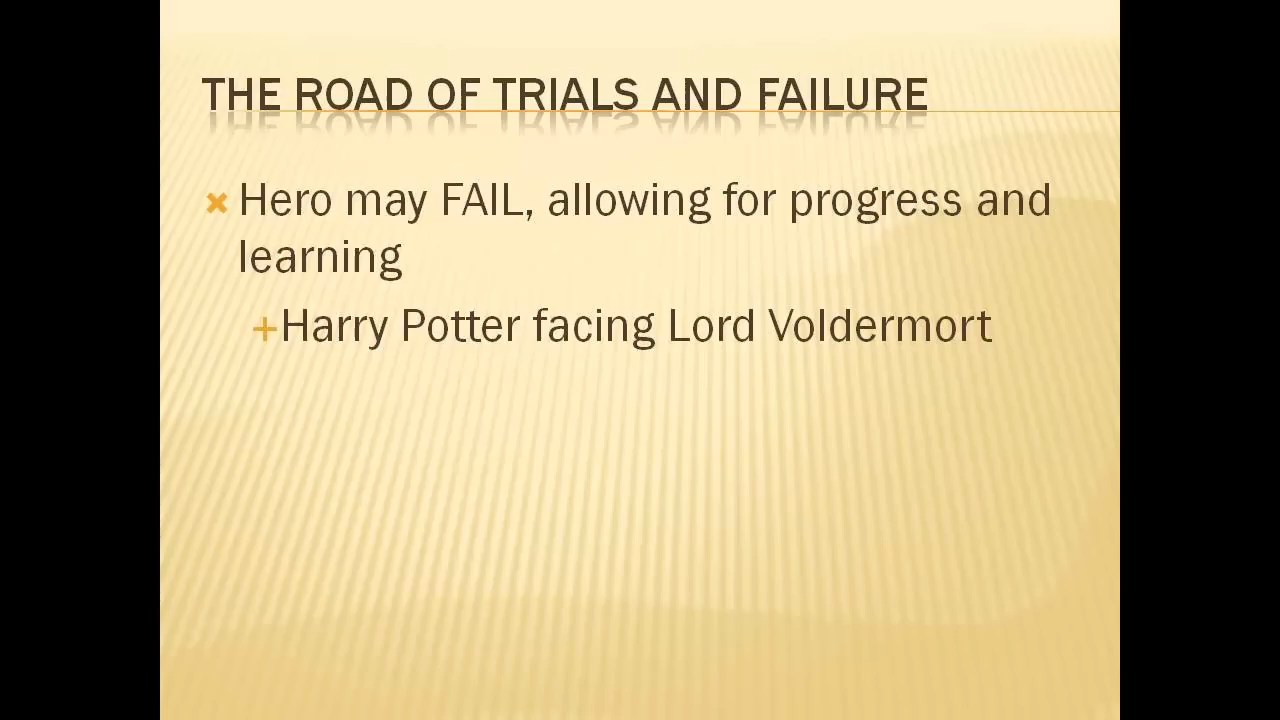 THE ROAD OF TRIALS AND FAILURE
Hero may FAIL, allowing for progress and
learning
Harry Potter facing Lord Voldermort